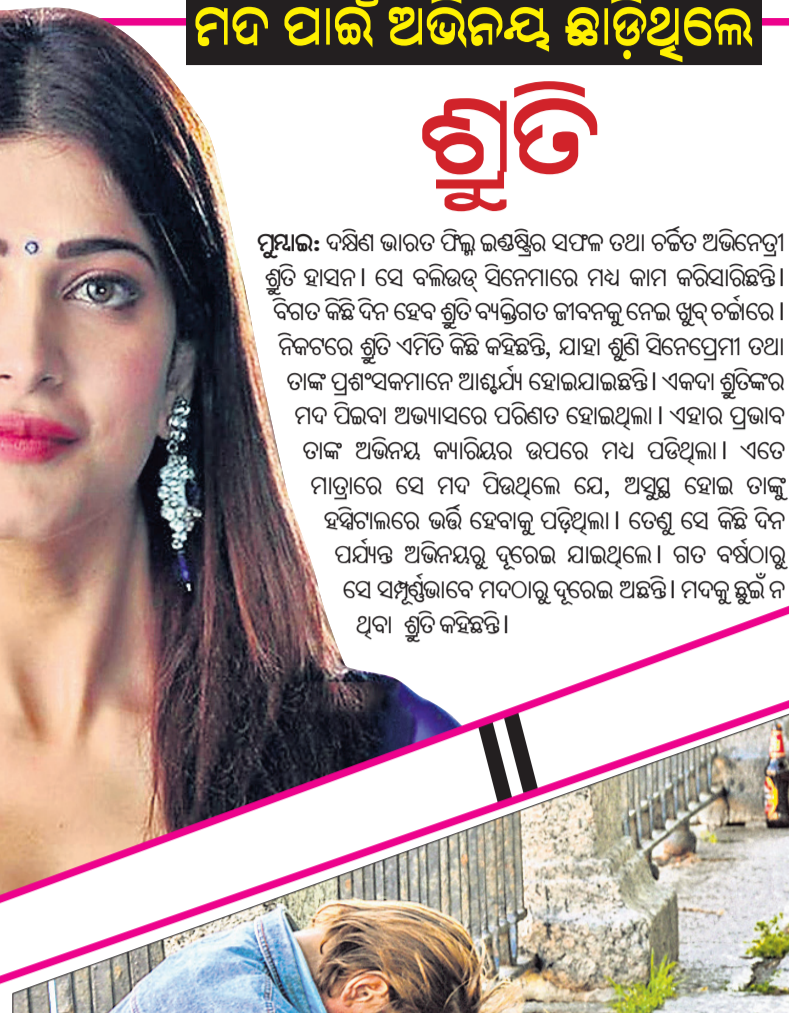 ମଦ ପାଇଁ ଅଭିନୟ ଛାଡ଼ିଥିଲେ
ଶ୍ରୁତି
ମୁମ୍ବାଇ: ଦକ୍ଷିଣ ଭାରତ ଫିଲ୍ମ ଇଣ୍ଡଷ୍ଟ୍ରିର ସଫଳ ତଥା ଚର୍ଚ୍ଚିତ ଅଭିନେତ୍ରୀ
ଶ୍ରୁତି ହାସନ। ସେ ବଲିଉଡ୍ ସିନେମାରେ ମଧ୍ୟ କାମ କରିସାରିଛନ୍ତି।
ବିଗତ କିଛି ଦିନ ହେବ ଶ୍ରୁତି ବ୍ୟକ୍ତିଗତ ଜୀବନକୁ ନେଇ ଖୁବ୍ ଚର୍ଚ୍ଚାରେ।
ନିକଟରେ ଶ୍ରୁତି ଏମିତି କିଛି କହିଛନ୍ତି, ଯାହା ଶୁଣି ସିନେପ୍ରେମୀ ତଥା
ତାଙ୍କ ପ୍ରଶଂସକମାନେ ଆଶ୍ଚର୍ଯ୍ୟ ହୋଇଯାଇଛନ୍ତି। ଏକଦା ଶ୍ରୁତିଙ୍କର
ମଦ ପିଇବା ଅଭ୍ୟାସରେ ପରିଣତ ହୋଇଥିଲା। ଏହାର ପ୍ରଭାବ
ତାଙ୍କ ଅଭିନୟ କ୍ୟାରିୟର ଉପରେ ମଧ୍ୟ ପଡିଥିଲା। ଏତେ
ମାତ୍ରାରେ ସେ ମଦ ପିଉଥିଲେ ଯେ, ଅସୁସ୍ଥ ହୋଇ ତାଙ୍କୁ
ହସ୍ପିଟାଲରେ ଭର୍ତ୍ତି ହେବାକୁ ପଡ଼ିଥିଲା। ତେଣୁ ସେ କିଛି ଦିନ
ପର୍ଯ୍ୟନ୍ତ ଅଭିନୟରୁ ଦୂରେଇ ଯାଇଥିଲେ। ଗତ ବର୍ଷଠାରୁ
ସେ ସମ୍ପୂର୍ଣ୍ଣଭାବେ ମଦଠାରୁ ଦୂରେଇ ଅଛନ୍ତି। ମଦକୁ ଛୁଇଁ ନ
ଥିବା ଶ୍ରୁତି କହିଛନ୍ତି।